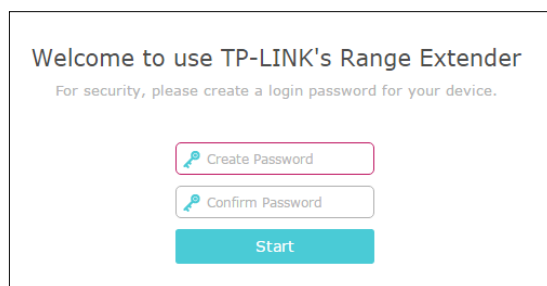 Welcome to use TP-LINK's Range Extender
For security, please create a login password for your device.
Create Password
Confirm Password
Start